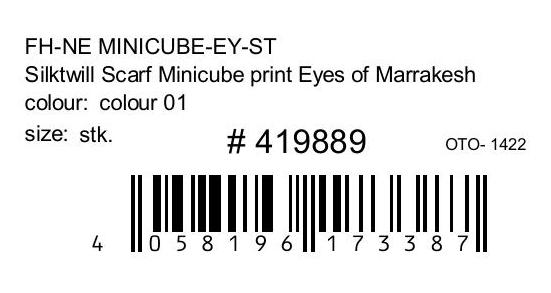 FH-NE MINICUBE-EY-ST
Silktwill Scarf Minicube print Eyes of Marrakesh
colour: colour 01
size: stk.
# 419889
OTO- 1422
4 058196 173387